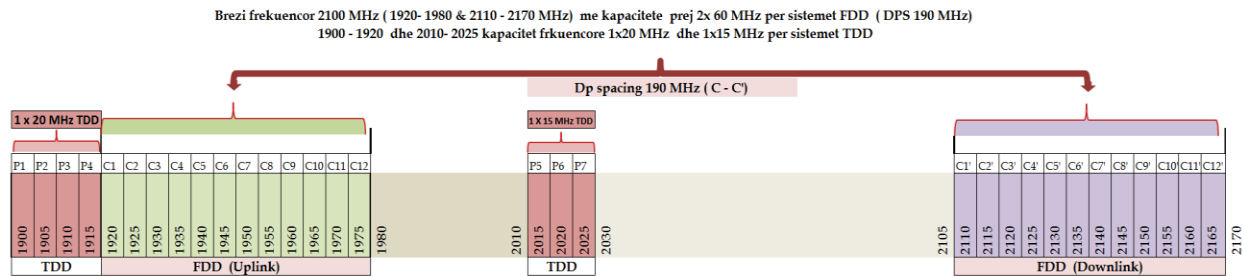 Brezi frekuencor 2100 MHz ( 1920- 1980 & 2110 - 2170 MHz) me kapacitete prej 2x 60 MHz per sistemet FDD ( DPS 190 MHz)
1900 - 1920 dhe 2010- 2025 kapacitet frkuencore 1x20 MHz dhe 1x15 MHz per sistemet TDD
Dp spacing 190 MHz ( C - C')
1 x 20 MHz TDD
1 X 15 MHz TDD
P1 P2 P3 P4 C1 C2 C3 C4 C5 C6 C7 C8 C9 C10 C11 C12 P5 P6 P7 C1' C2' C3' C4' C5' C6' C7' C8' C9' C10' C11' C12'
1900 1905 1910 1915 1920 1925 1930 1935 1940 1945 1950 1955 1960 1965 1970 1975 1980 2010 2015 2020 2025 2030 2105 2110 2115 2120 2125 2130 2135 2140 2145 2150 2155 2160 2165 2170
TDD FDD (Uplink) TDD FDD (Downlink)